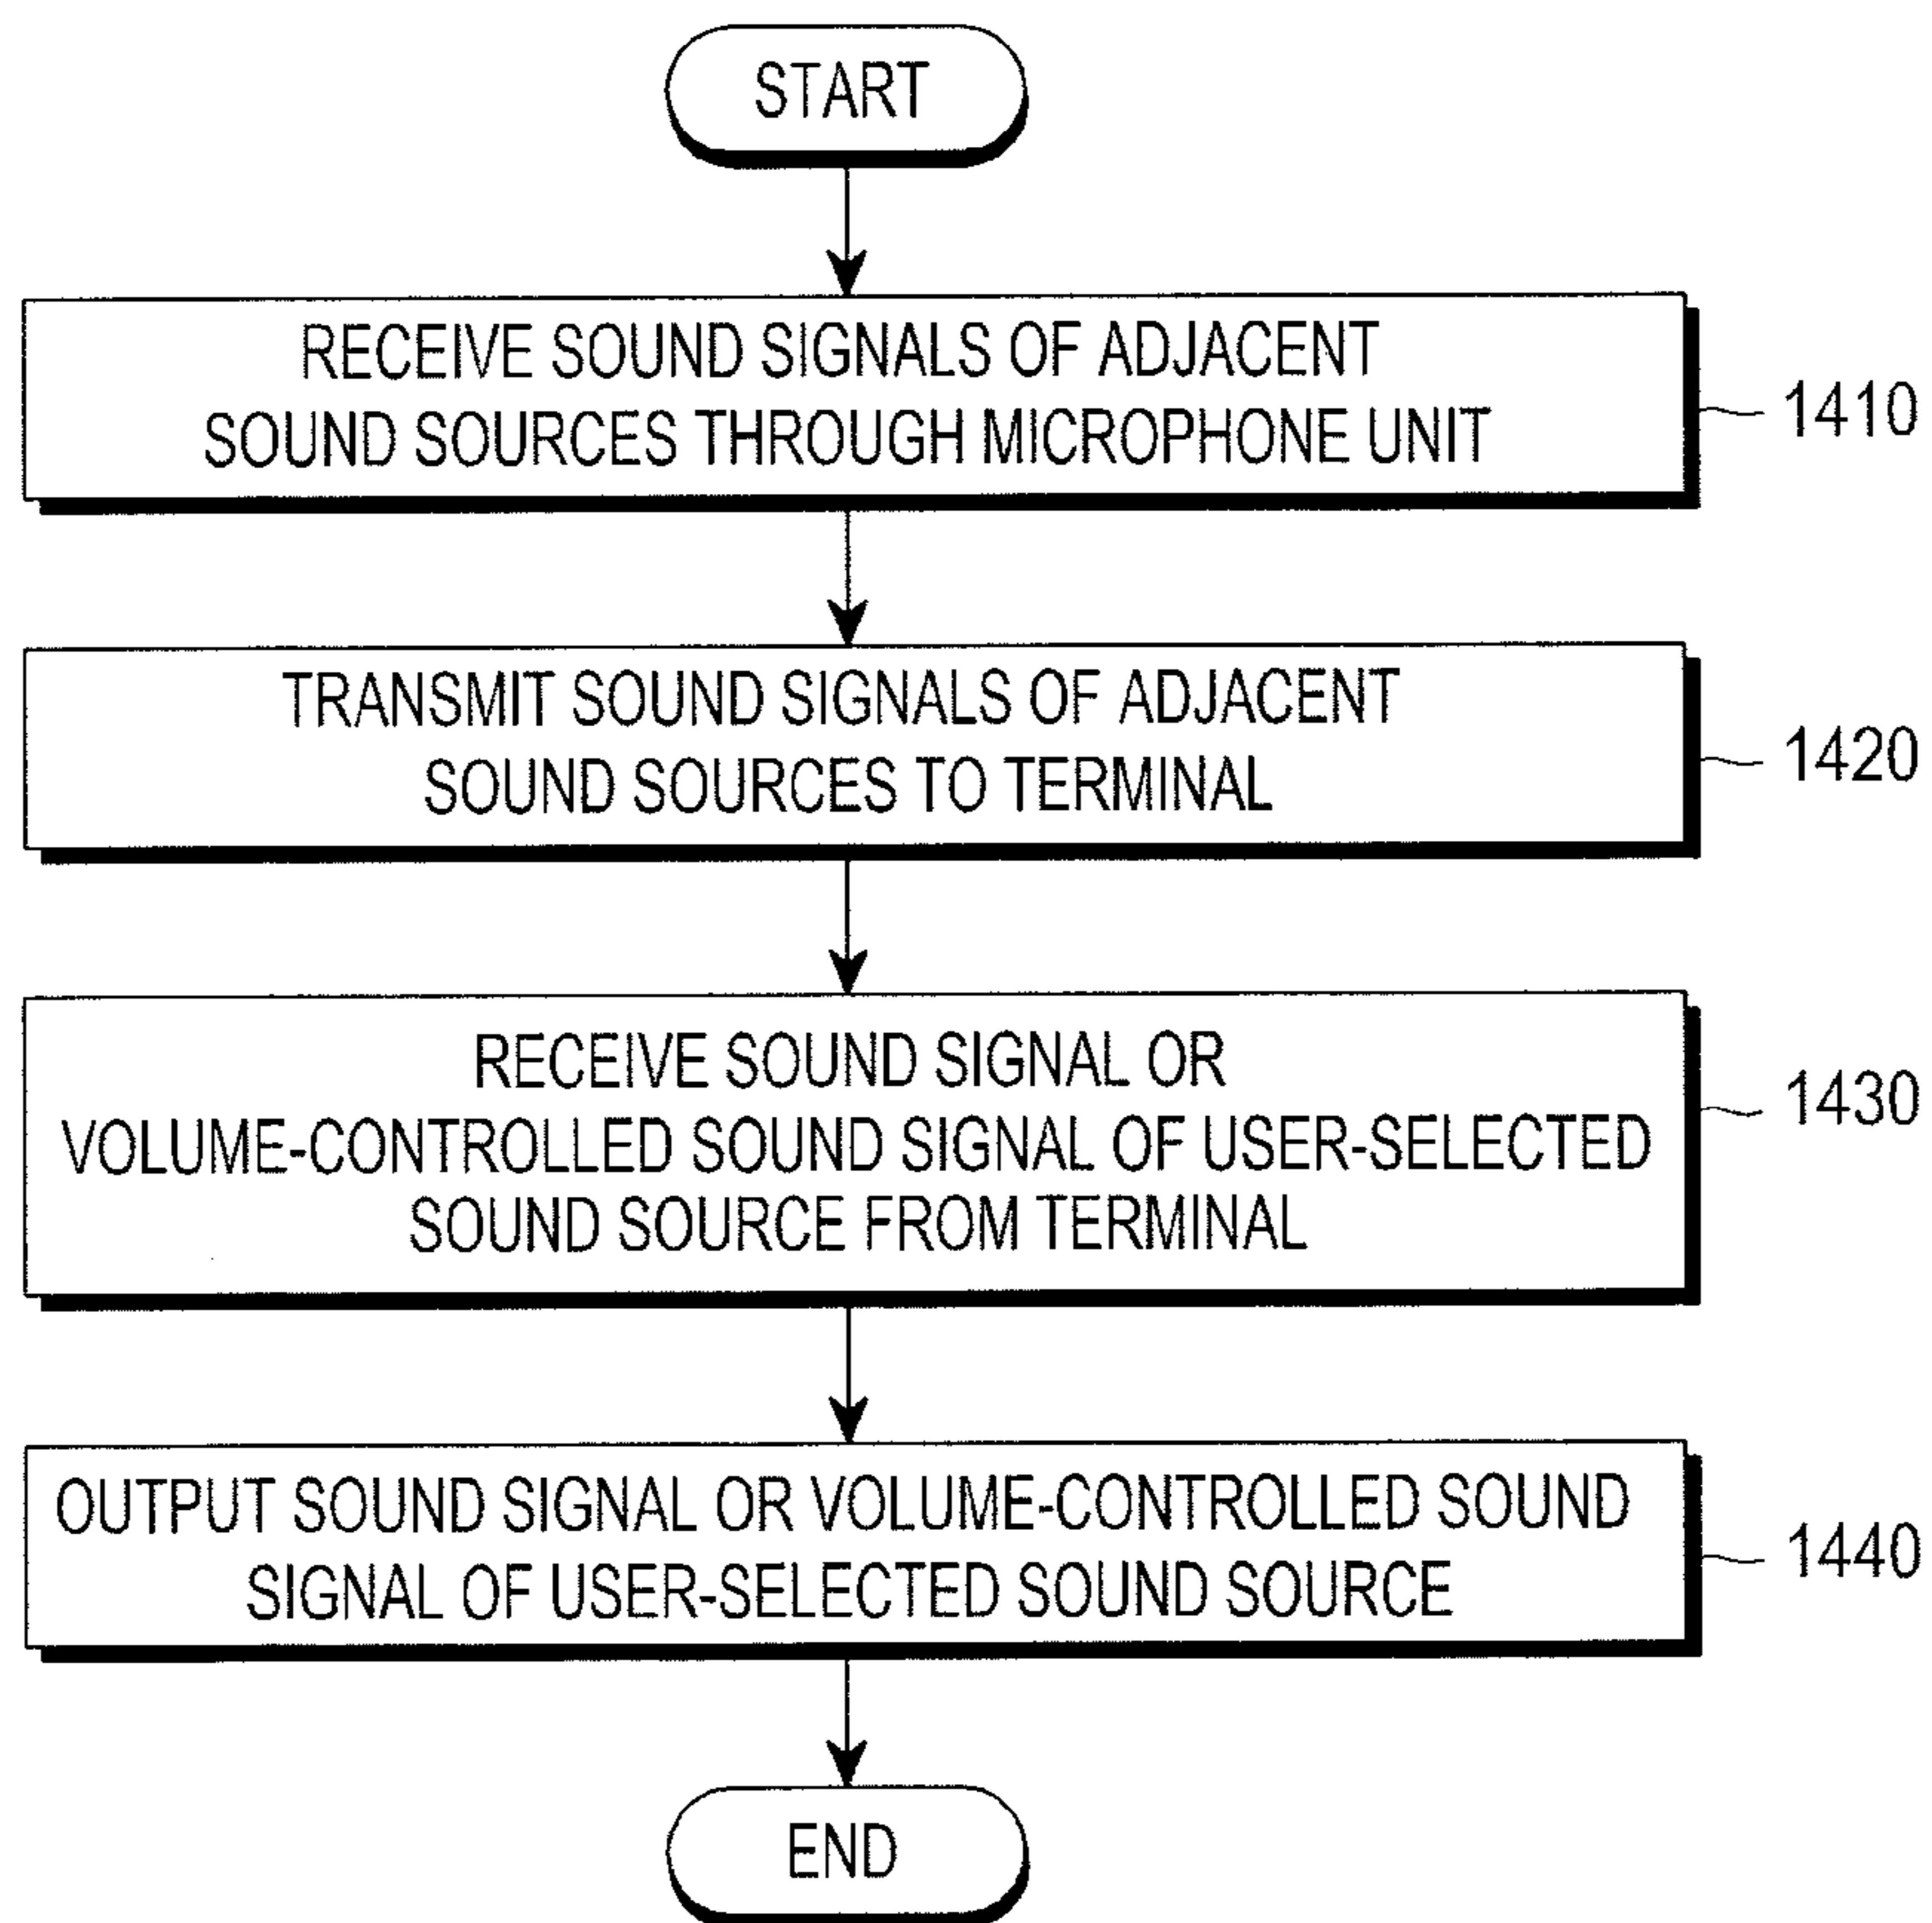 START
RECEIVE SOUND SIGNALS OF ADJACENT
SOUND SOURCES THROUGH MICROPHONE UNIT
1410
TRANSMIT SOUND SIGNALS OF ADJACENT
SOUND SOURCES TO TERMINAL
1420
RECEIVE SOUND SIGNAL OR
VOLUME-CONTROLLED SOUND SIGNAL OF USER-SELECTED
SOUND SOURCE FROM TERMINAL
1430
OUTPUT SOUND SIGNAL OR VOLUME-CONTROLLED SOUND
SIGNAL OF USER-SELECTED SOUND SOURCE
1440
END